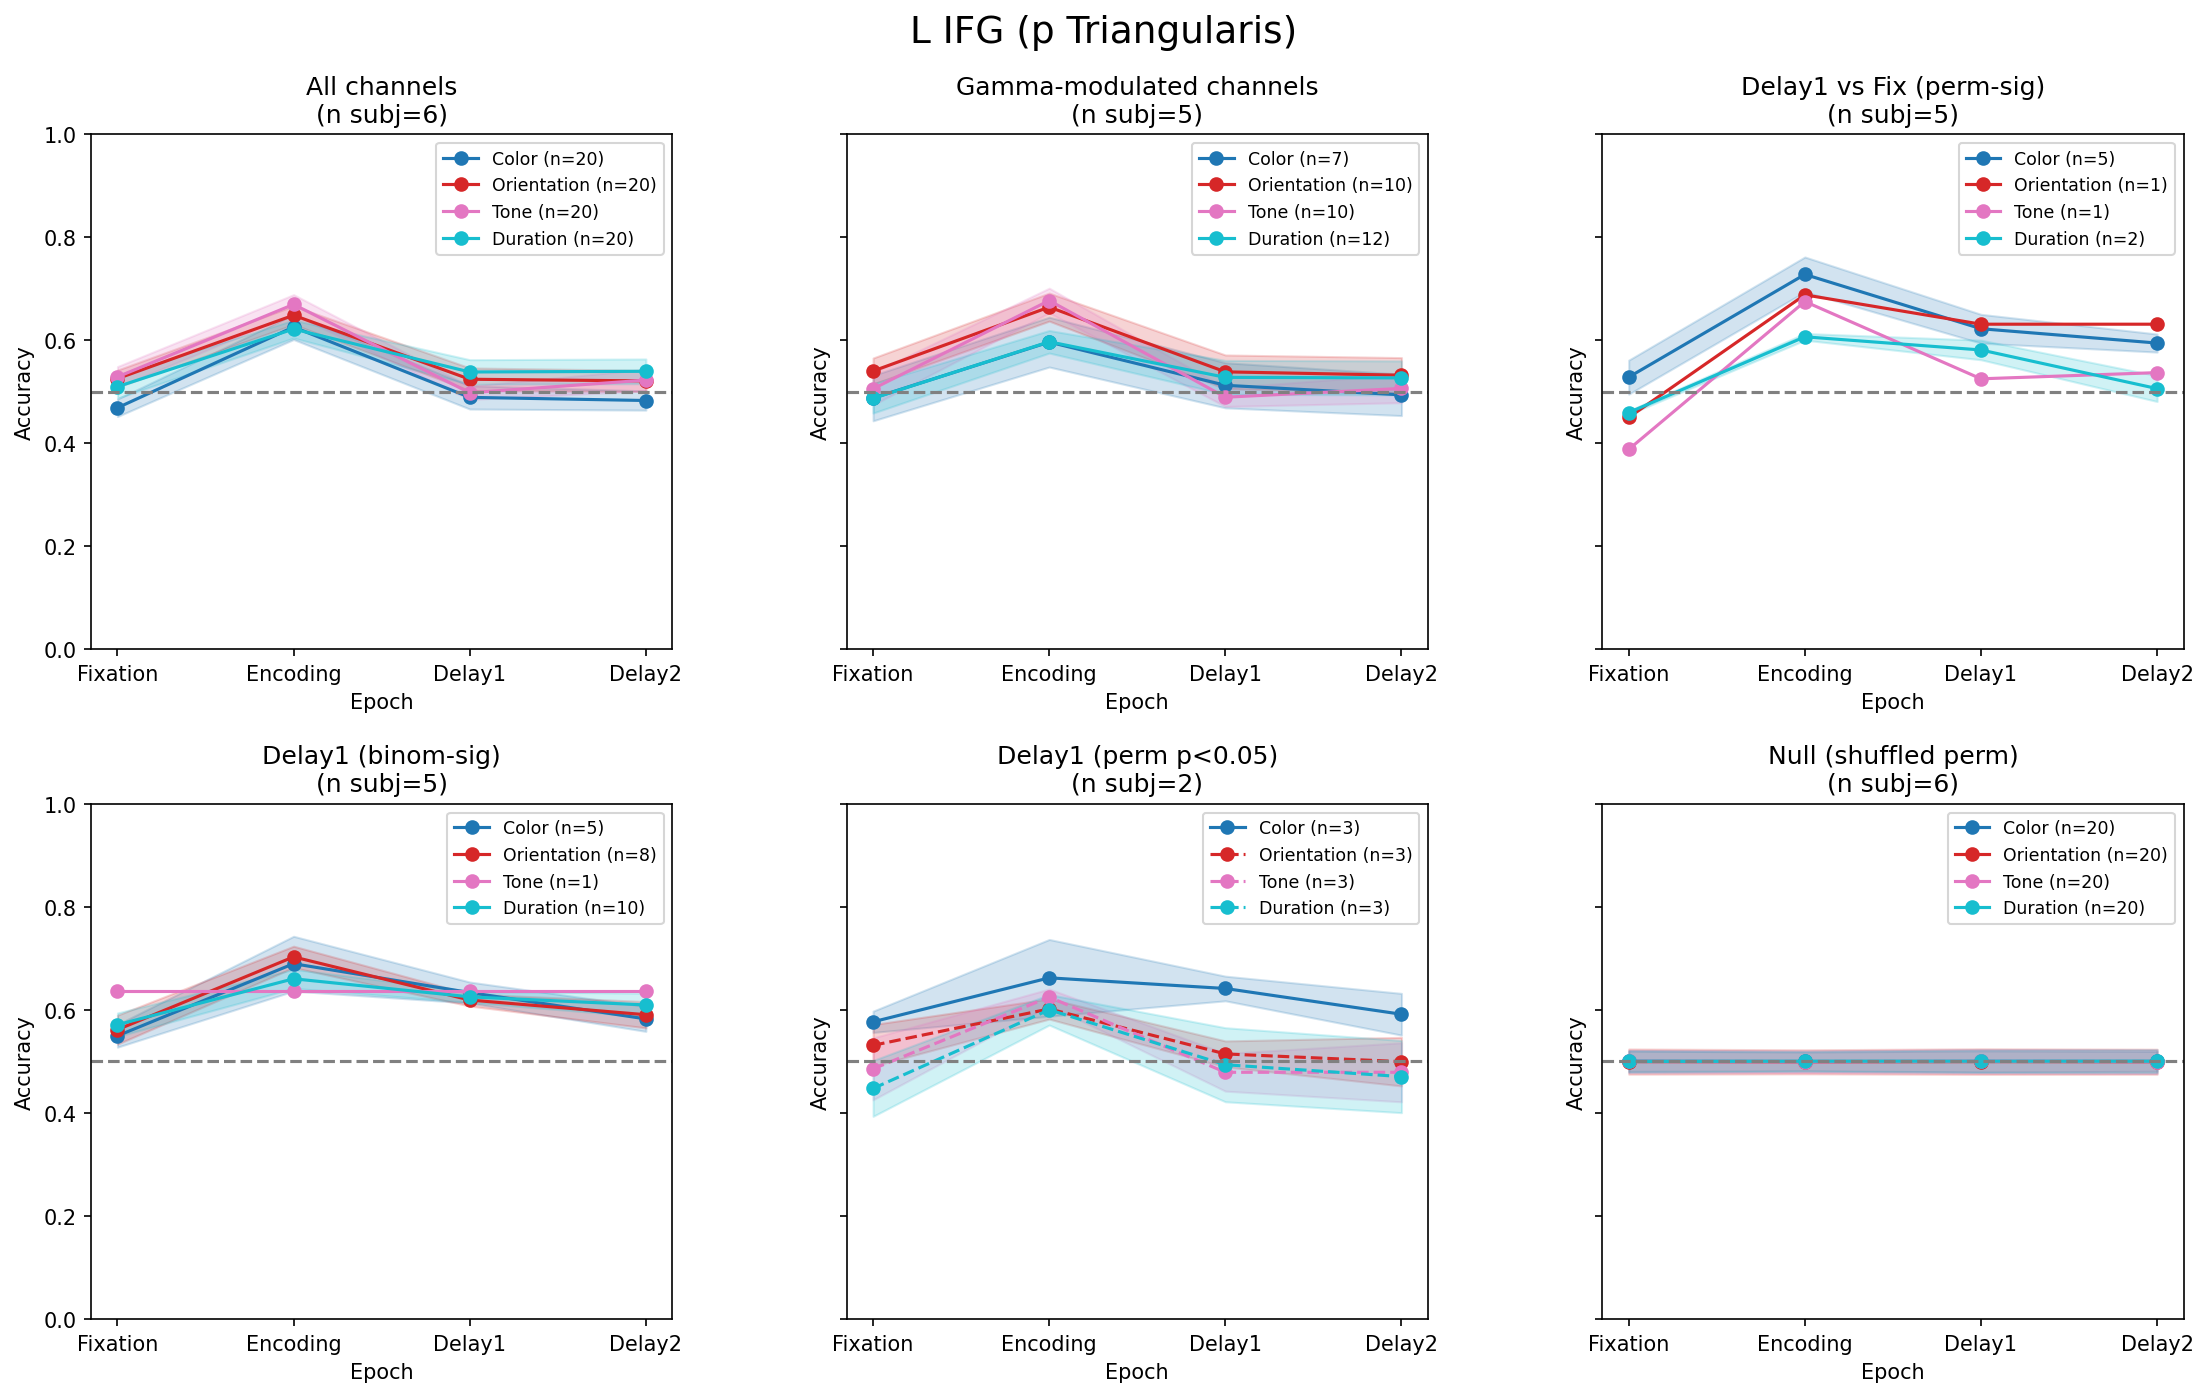 L IFG (p Triangularis)
All channels
(n subj=6)
1.0
0.8
0.6
0.4
0.2
0.0
Accuracy
Color (n=20)
Orientation (n=20)
Tone (n=20)
Duration (n=20)
Fixation Encoding Delay1 Delay2
Epoch
Gamma-modulated channels
(n subj=5)
Accuracy
Color (n=7)
Orientation (n=10)
Tone (n=10)
Duration (n=12)
Fixation Encoding Delay1 Delay2
Epoch
Delay1 vs Fix (perm-sig)
(n subj=5)
Accuracy
Color (n=5)
Orientation (n=1)
Tone (n=1)
Duration (n=2)
Fixation Encoding Delay1 Delay2
Epoch
Delay1 (binom-sig)
(n subj=5)
1.0
0.8
0.6
0.4
0.2
0.0
Accuracy
Color (n=5)
Orientation (n=8)
Tone (n=1)
Duration (n=10)
Fixation Encoding Delay1 Delay2
Epoch
Delay1 (perm p<0.05)
(n subj=2)
Accuracy
Color (n=3)
Orientation (n=3)
Tone (n=3)
Duration (n=3)
Fixation Encoding Delay1 Delay2
Epoch
Null (shuffled perm)
(n subj=6)
Accuracy
Color (n=20)
Orientation (n=20)
Tone (n=20)
Duration (n=20)
Fixation Encoding Delay1 Delay2
Epoch